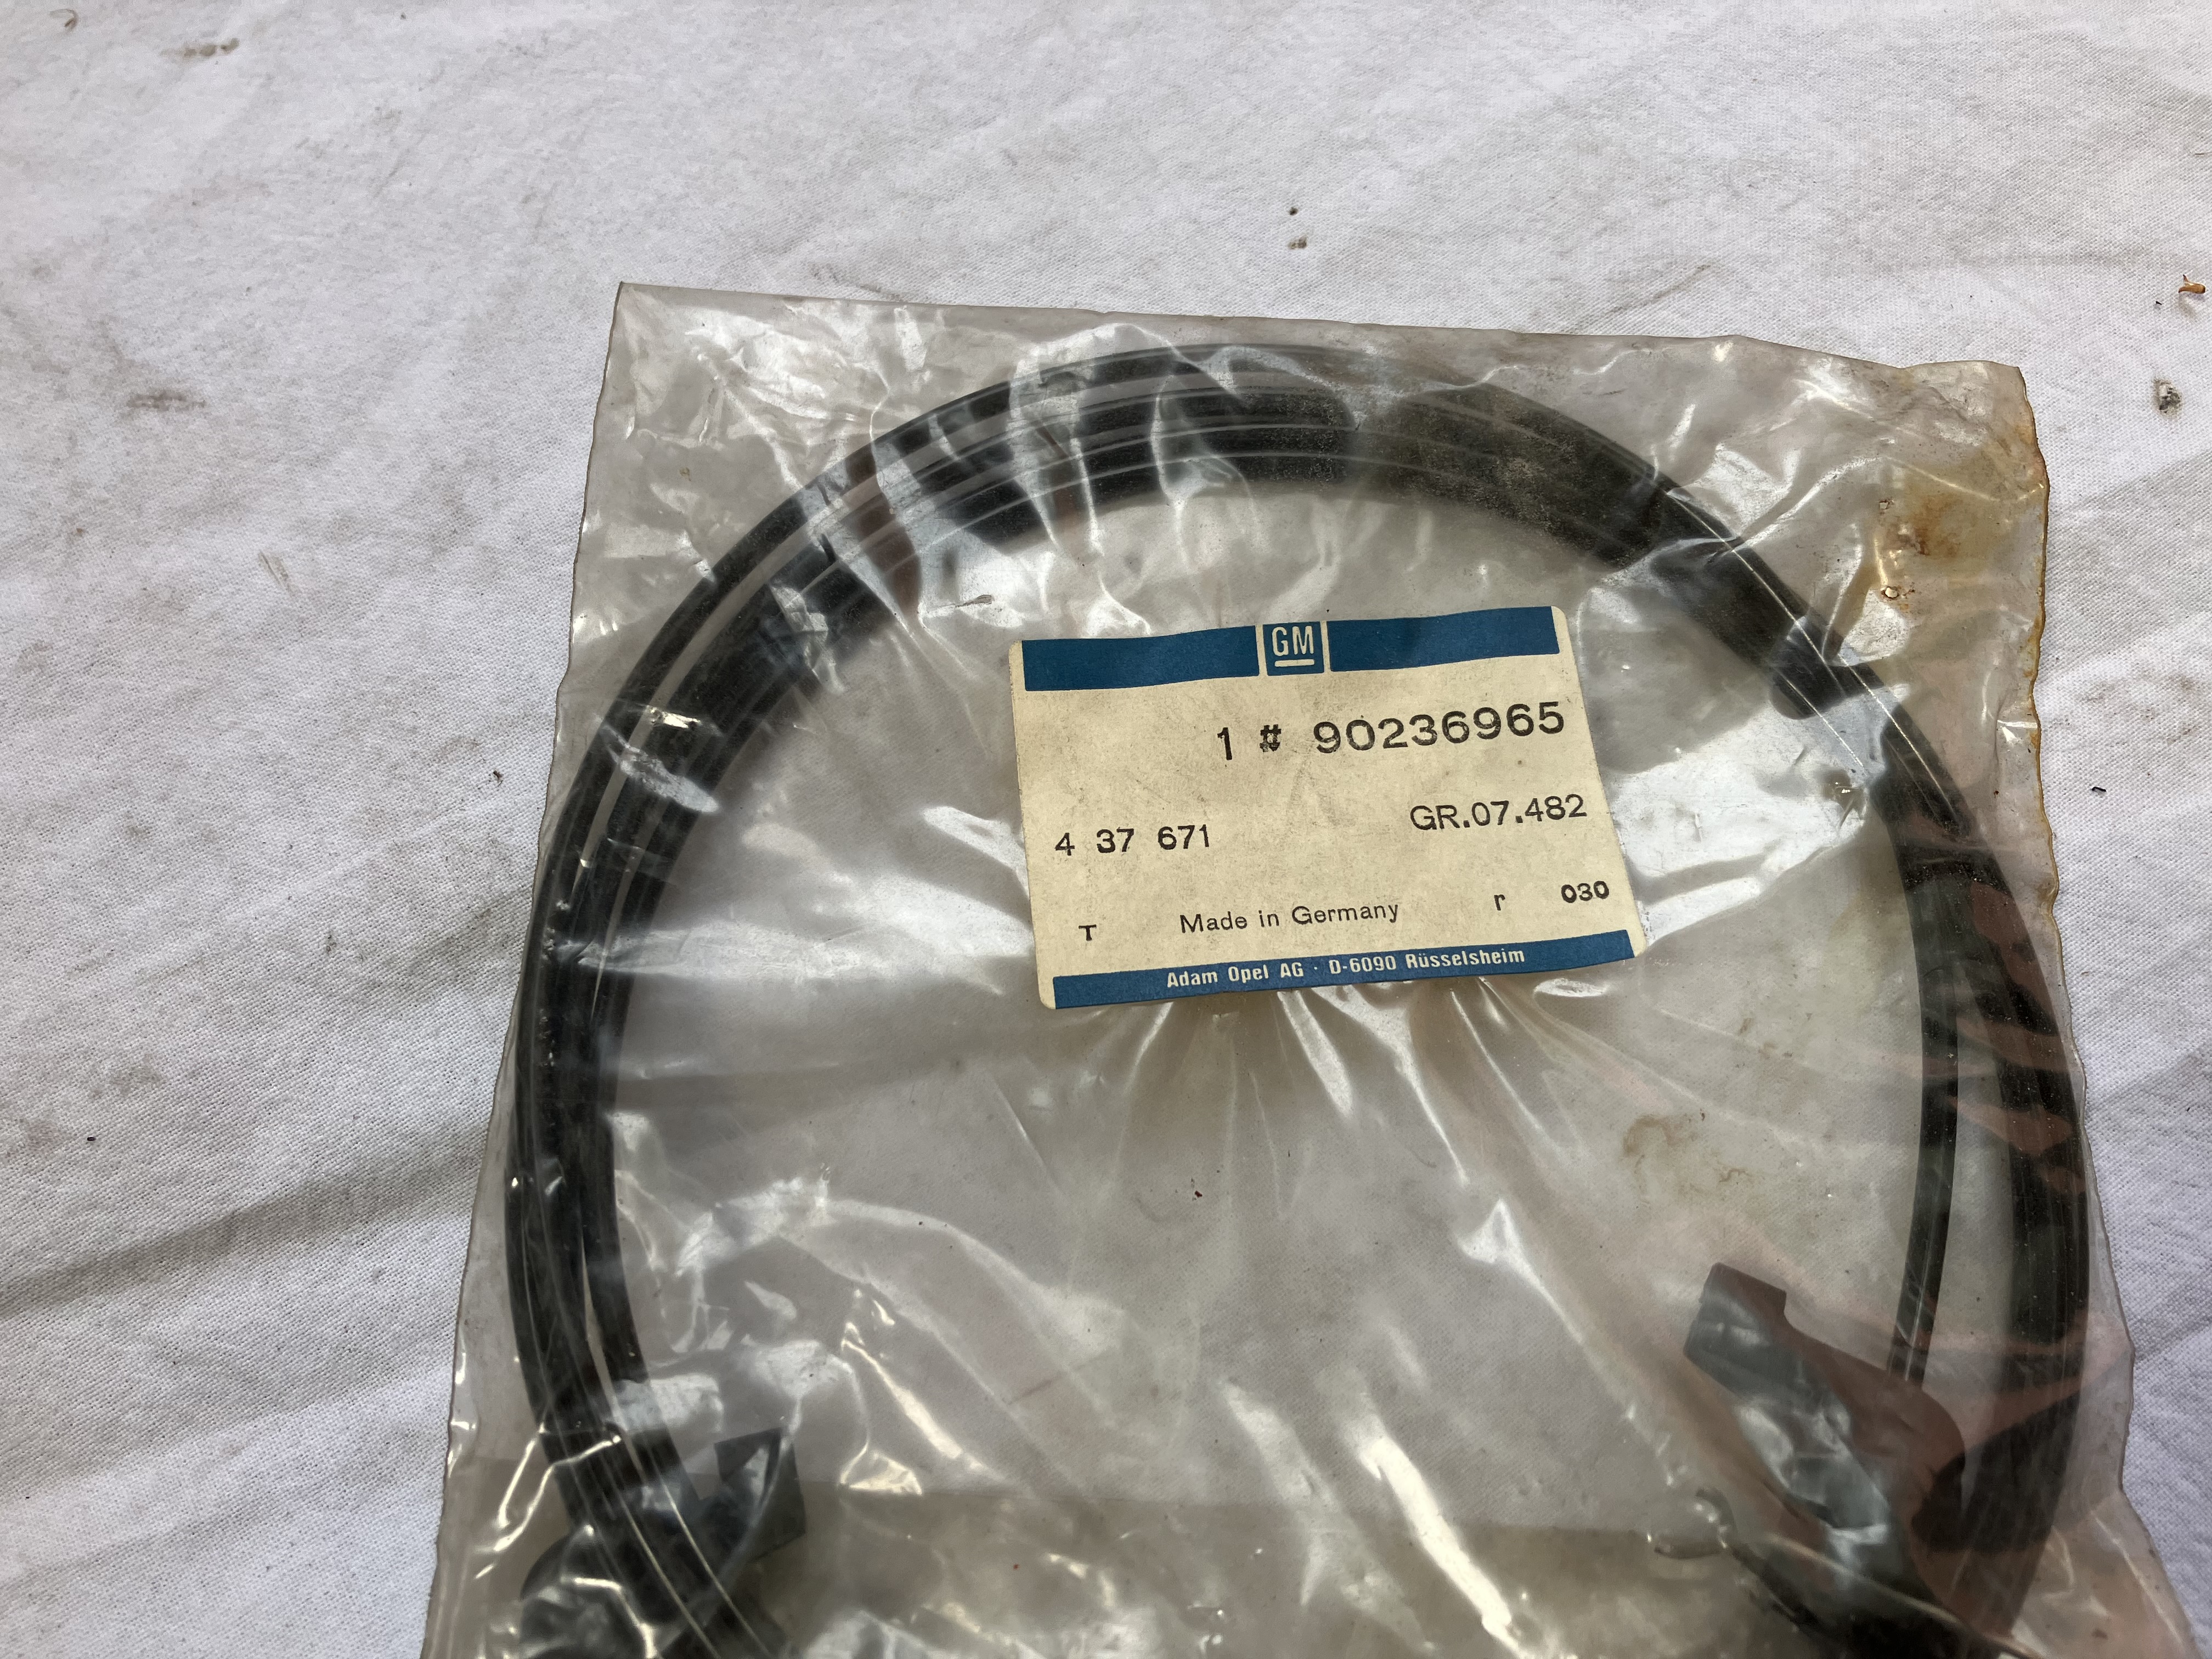 GM
1 # 90236965
4 37 671 GR.07.482
T Made in Germany r 030
Adam Opel AG · D-6090 Rüsselsheim